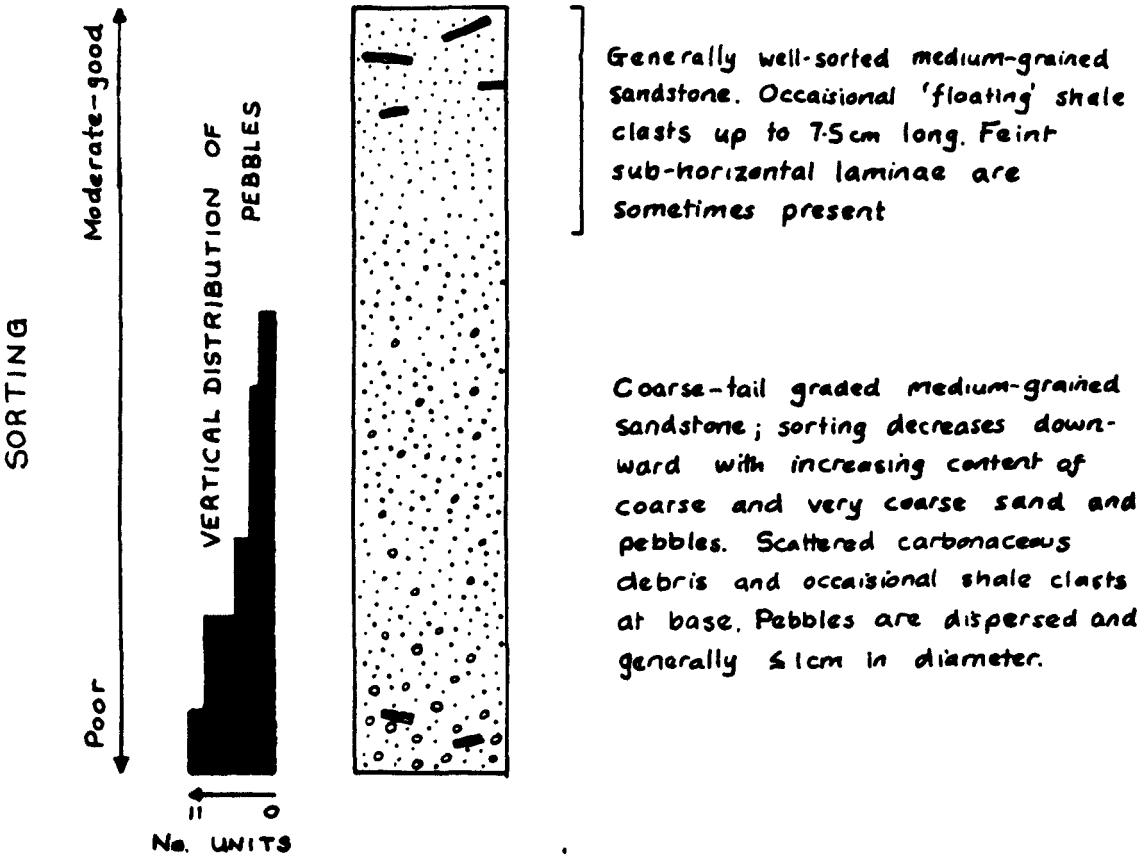 SORTING
Moderate-good
Poor
VERTICAL DISTRIBUTION OF
PEBBLES
11 0
No. UNITS
Generally well-sorted medium-grained
sandstone. Occaisional 'floating' shale
clasts up to 7·5cm long. Feint
sub-horizontal laminae are
sometimes present
Coarse-tail graded medium-grained
sandstone; sorting decreases down-
ward with increasing content of
coarse and very coarse sand and
pebbles. Scattered carbonaceous
debris and occaisional shale clasts
at base. Pebbles are dispersed and
generally ≤ 1cm in diameter.